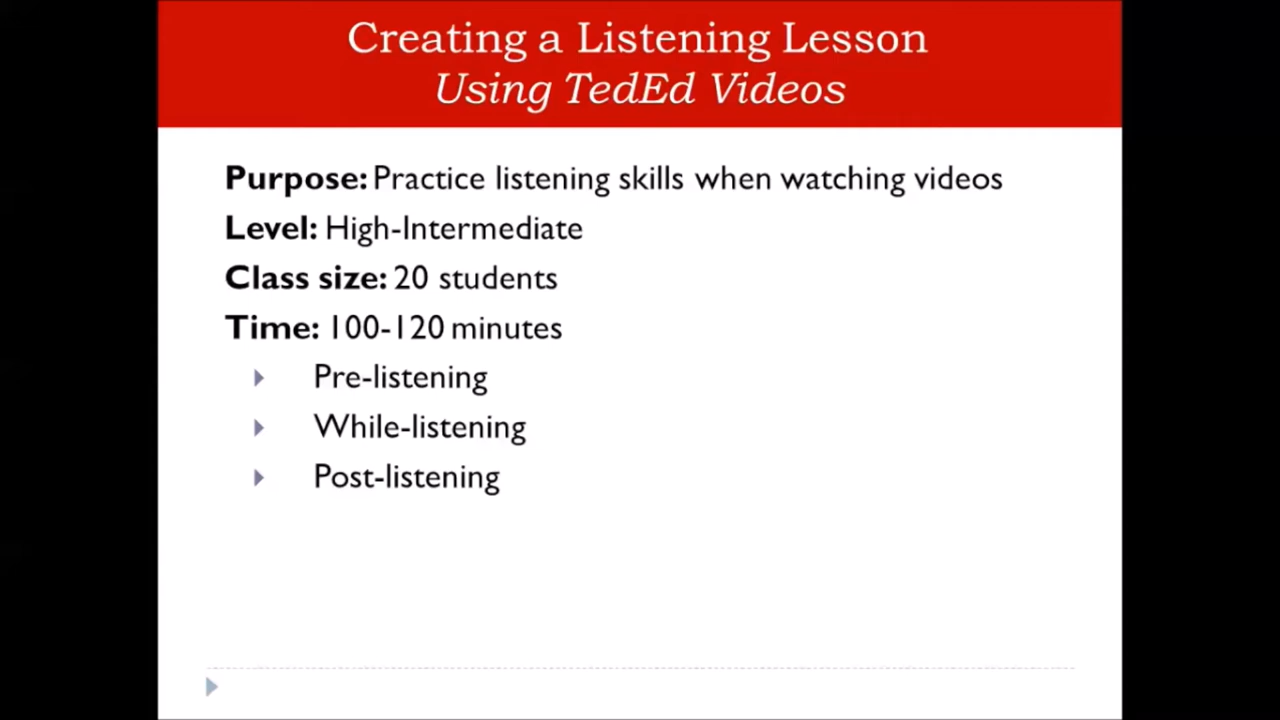 Creating a Listening Lesson
Using TedEd Videos
Purpose: Practice listening skills when watching videos
Level: High-Intermediate
Class size: 20 students
Time: 100-120 minutes
Pre-listening
While-listening
Post-listening